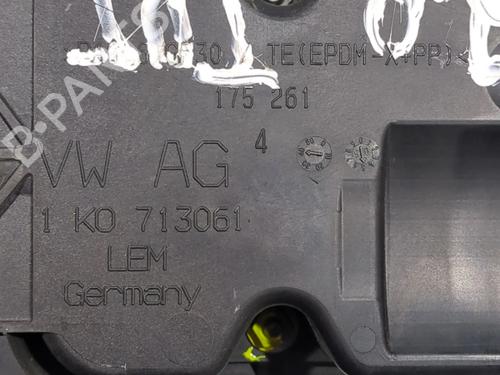 TE(EPDM-X+PP)
175 261
4
VW AG
1 K0 713061
LEM
Germany
B-PARTS